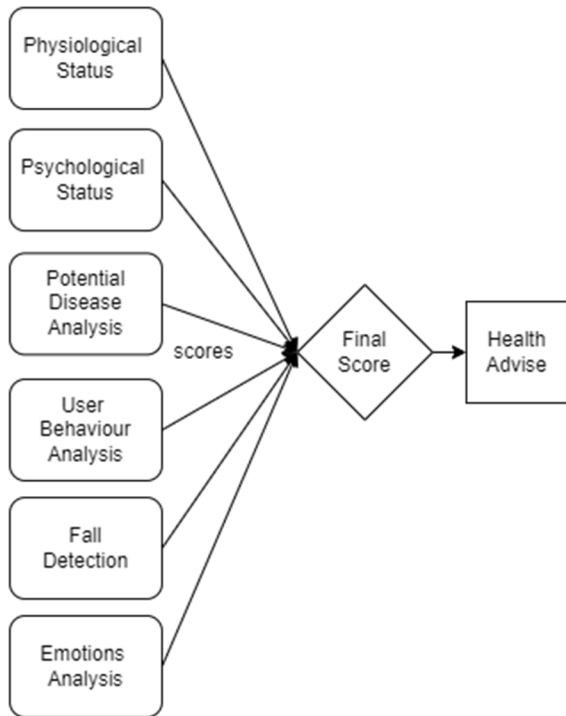 Physiological
Status
Psychological
Status
Potential
Disease
Analysis
scores
User
Behaviour
Analysis
Fall
Detection
Emotions
Analysis
Final
Score
Health
Advise